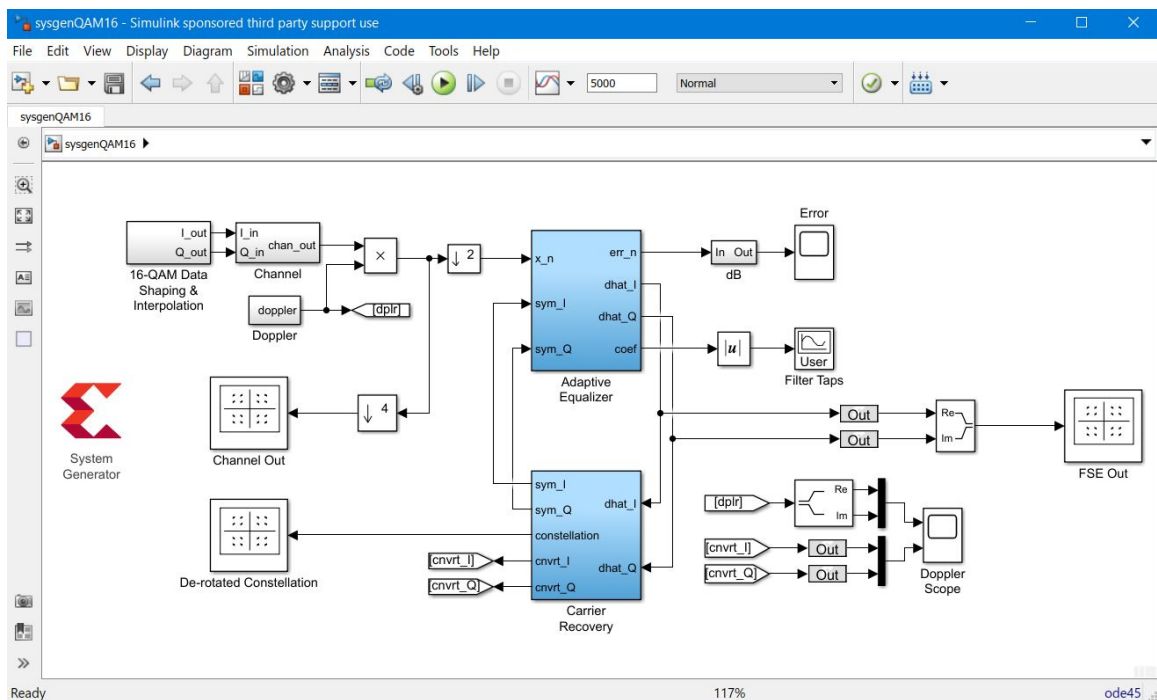 sysgenQAM16 - Simulink sponsored third party support use
File Edit View Display Diagram Simulation Analysis Code Tools Help
5000
Normal
sysgenQAM16
sysgenQAM16
I_out
Q_out
16-QAM Data
Shaping &
Interpolation
I_in
Q_in
chan_out
Channel
×
doppler
Doppler
[dplr]
↓ 2
x_n
sym_I
sym_Q
err_n
dhat_I
dhat_Q
coef
Adaptive
Equalizer
In Out
dB
Error
|u|
User
Filter Taps
System
Generator
Channel Out
↓ 4
Out
Out
Re
Im
FSE Out
De-rotated Constellation
sym_I
sym_Q
constellation
cnvrt_I
cnvrt_Q
dhat_I
dhat_Q
Carrier
Recovery
[cnvrt_I]
[cnvrt_Q]
[dplr]
Re
Im
[cnvrt_I]
Out
[cnvrt_Q]
Out
Doppler
Scope
Ready
117%
ode45